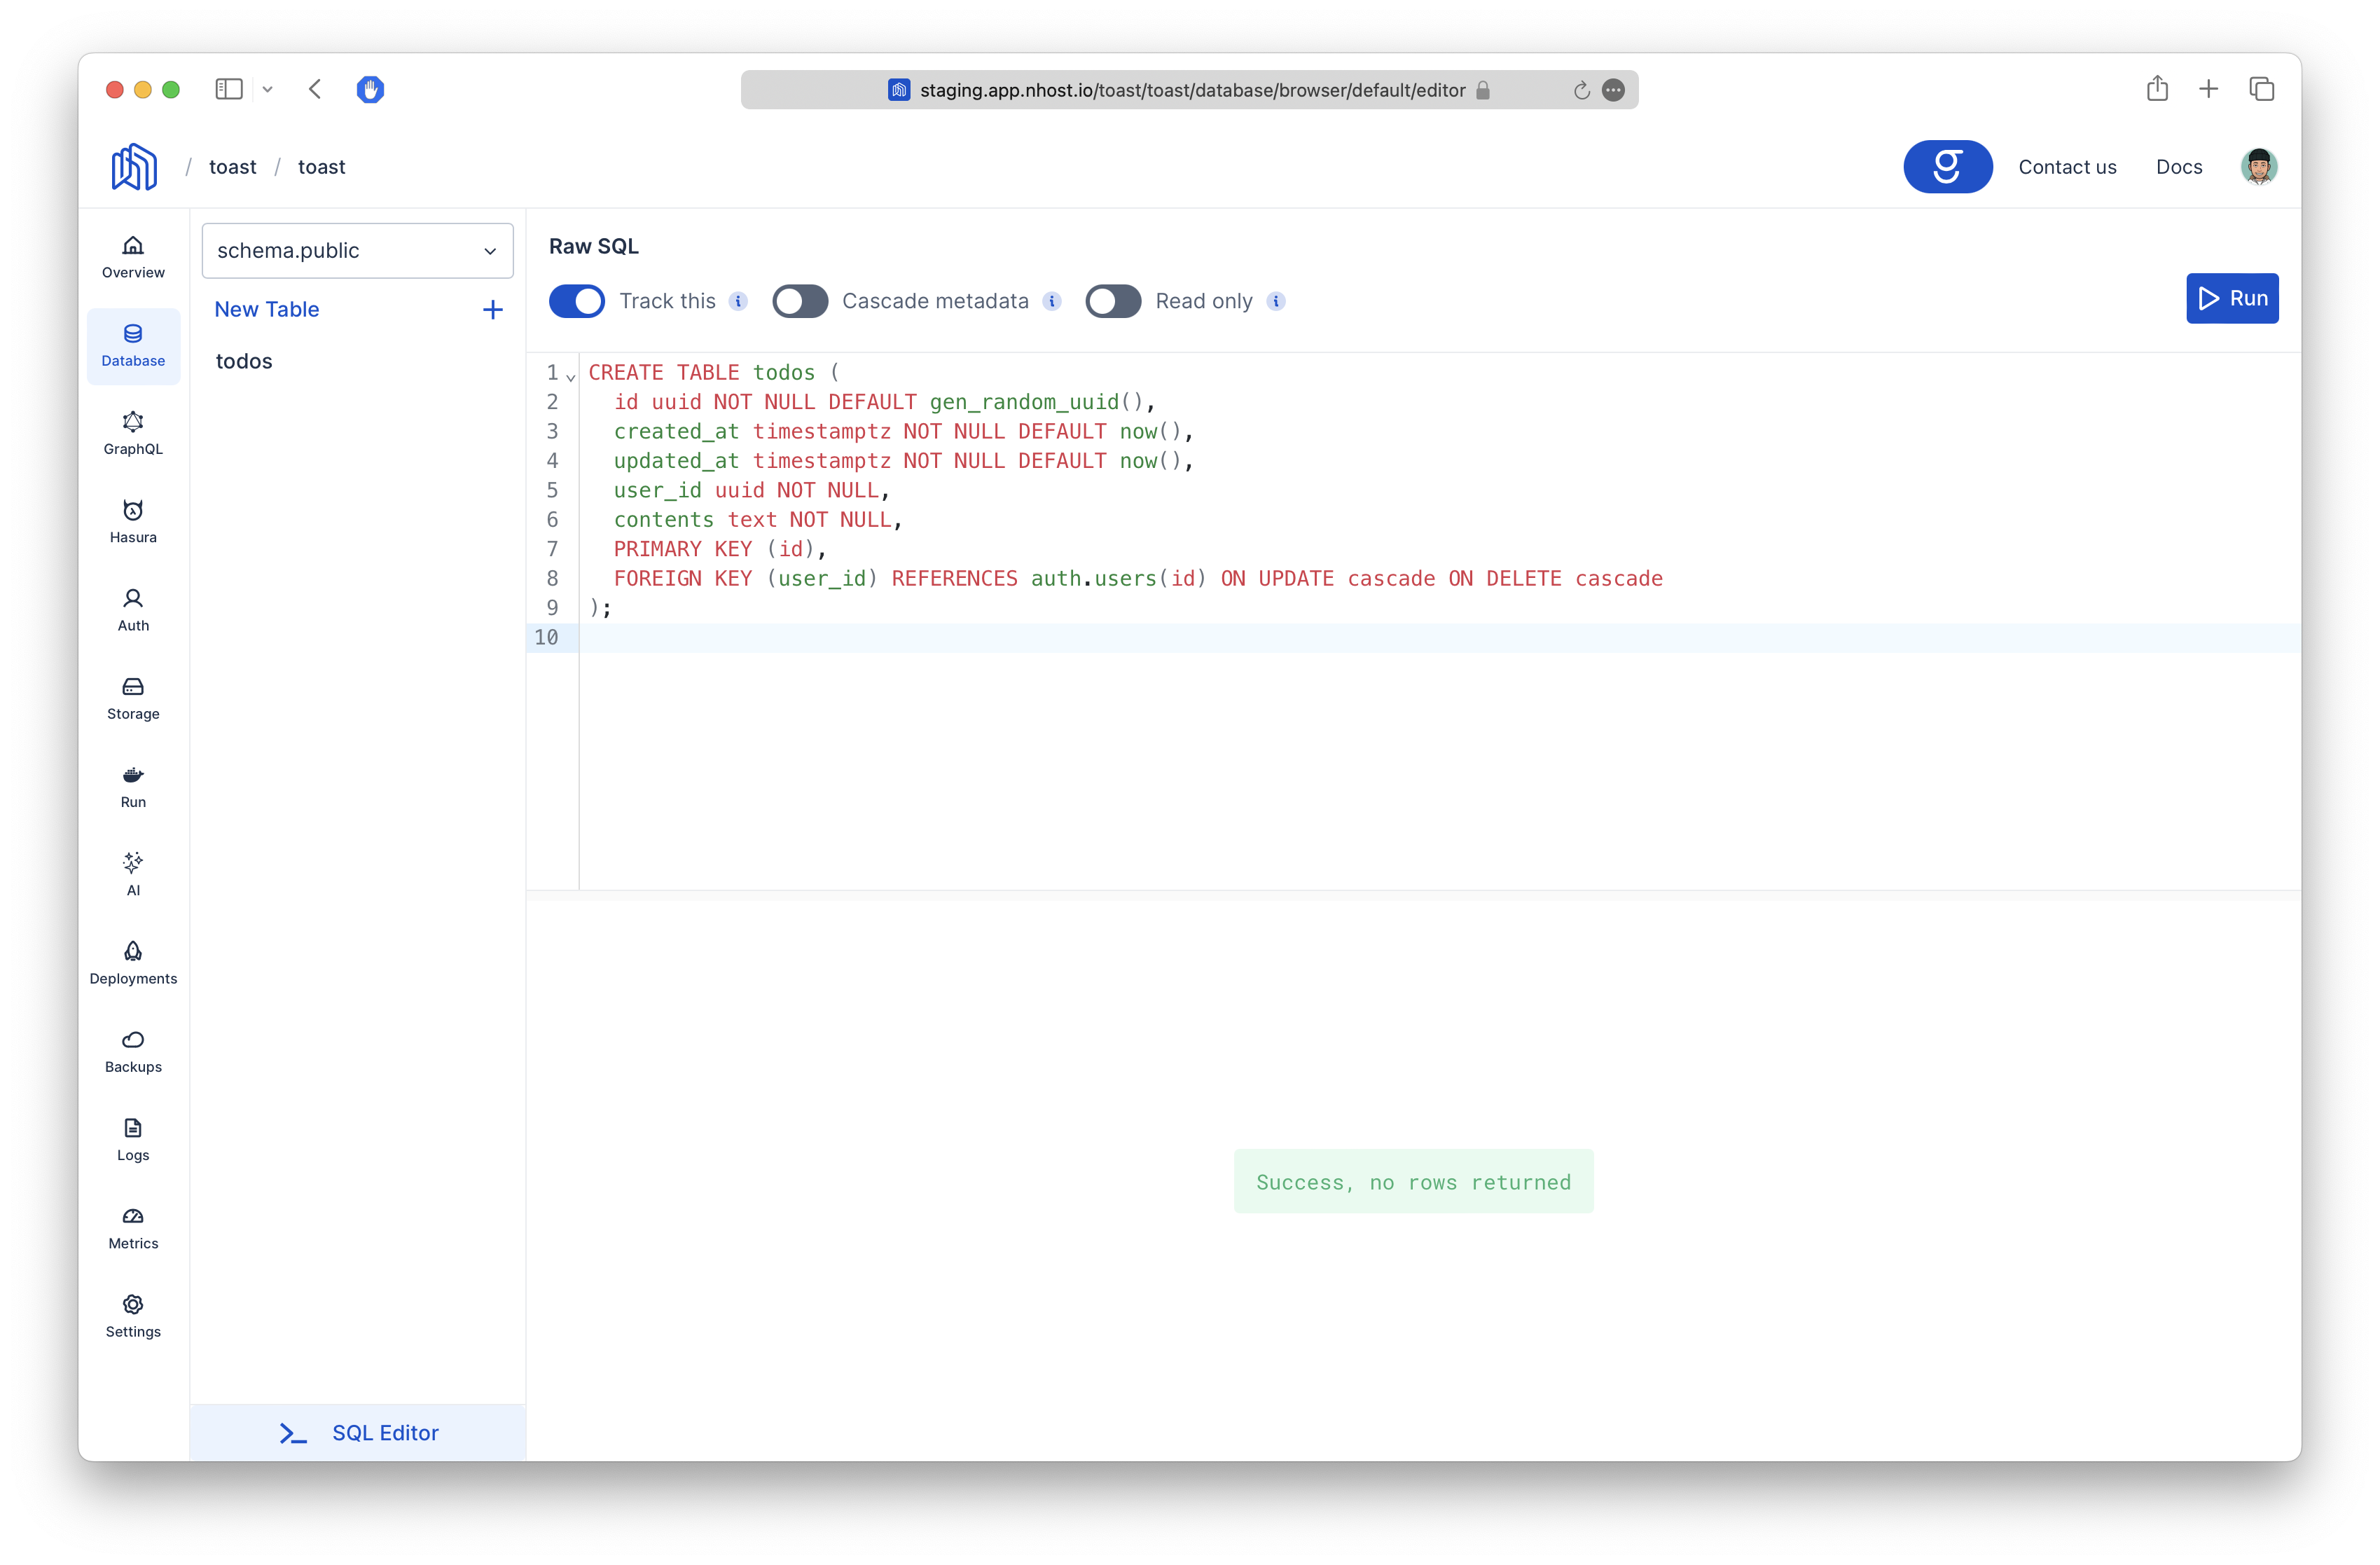 staging.app.nhost.io/toast/toast/database/browser/default/editor
/ toast / toast
Contact us
Docs
Overview
Database
GraphQL
Hasura
Auth
Storage
Run
AI
Deployments
Backups
Logs
Metrics
Settings
schema.public
New Table
todos
SQL Editor
Raw SQL
Track this
Cascade metadata
Read only
Run
1 CREATE TABLE todos (
2 id uuid NOT NULL DEFAULT gen_random_uuid(),
3 created_at timestamptz NOT NULL DEFAULT now(),
4 updated_at timestamptz NOT NULL DEFAULT now(),
5 user_id uuid NOT NULL,
6 contents text NOT NULL,
7 PRIMARY KEY (id),
8 FOREIGN KEY (user_id) REFERENCES auth.users(id) ON UPDATE cascade ON DELETE cascade
9 );
10
Success, no rows returned